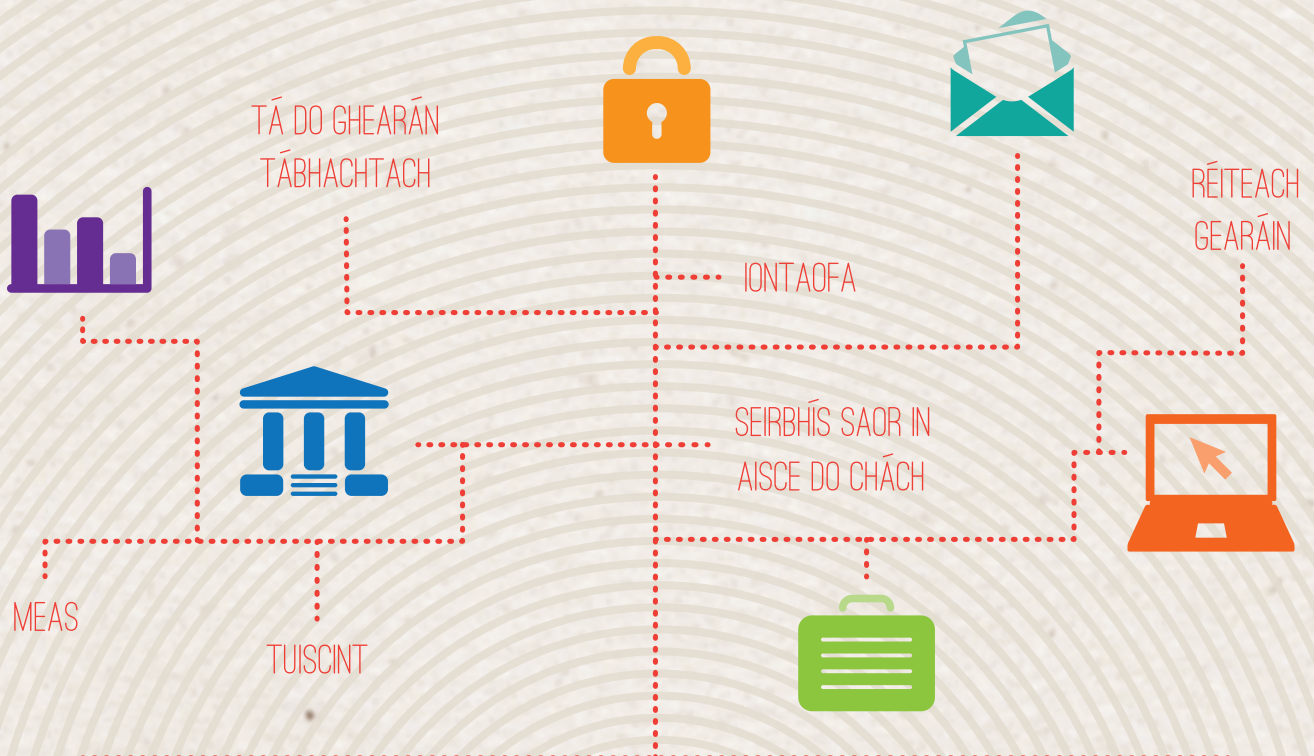 TÁ DO GHEARÁN
TÁBHACHTACH
RÉITEACH
GEARÁIN
IONTAOFA
SEIRBHÍS SAOR IN
AISCE DO CHÁCH
MEAS
TUISCINT